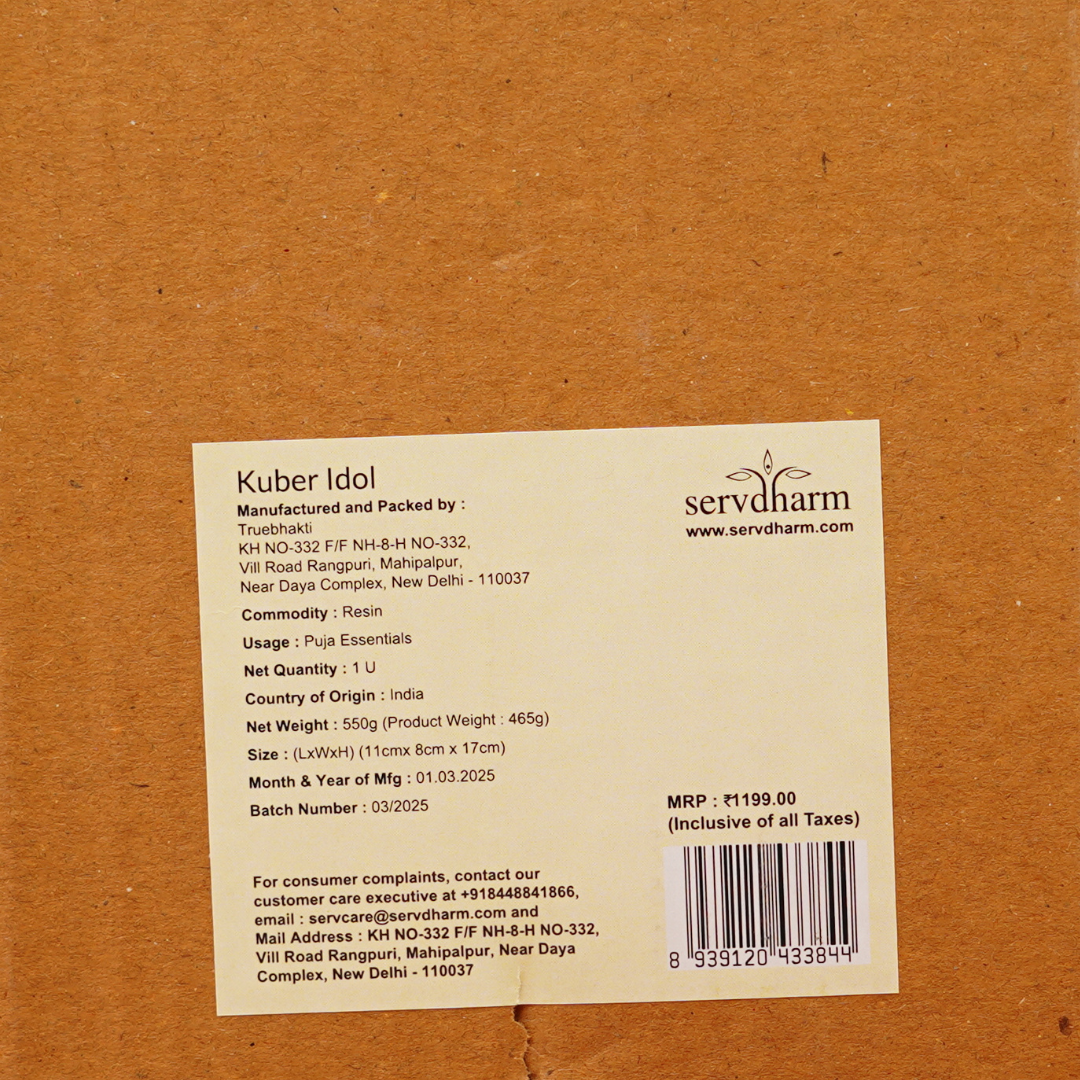 Kuber Idol
Manufactured and Packed by :
Truebhakti
KH NO-332 F/F NH-8-H NO-332,
Vill Road Rangpuri, Mahipalpur,
Near Daya Complex, New Delhi - 110037
Commodity : Resin
Usage : Puja Essentials
Net Quantity : 1 U
Country of Origin : India
Net Weight : 550g (Product Weight : 465g)
Size : (LxWxH) (11cmx 8cm x 17cm)
Month & Year of Mfg : 01.03.2025
Batch Number : 03/2025
For consumer complaints, contact our
customer care executive at +918448841866,
email : servcare@servdharm.com and
Mail Address : KH NO-332 F/F NH-8-H NO-332,
Vill Road Rangpuri, Mahipalpur, Near Daya
Complex, New Delhi - 110037
servdharm
www.servdharm.com
MRP : ₹1199.00
(Inclusive of all Taxes)
8 939120 433844